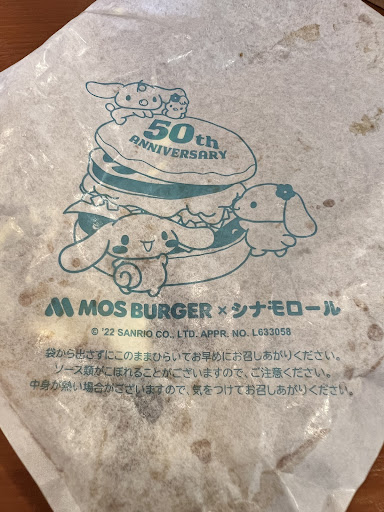 50th
ANNIVERSARY
MOS BURGER × シナモロール
© '22 SANRIO CO., LTD. APPR. NO. L633058
袋から出さずにこのままひらいてお早めにお召しあがりください。
ソース類がこぼれることがございますので、ご注意ください。
中身が熱い場合がございますので、気をつけてお召しあがりください。